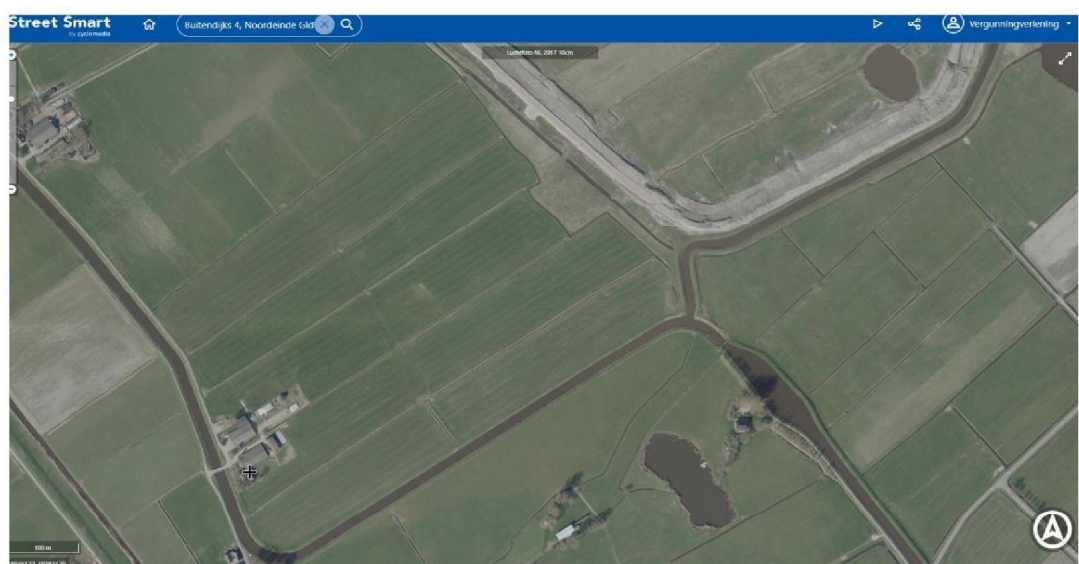 Street Smart
by cyclomedia
Buitendijks 4, Noordeinde Gld
Vergunningverlening
Luchtfoto NL 2017 10cm
100 m